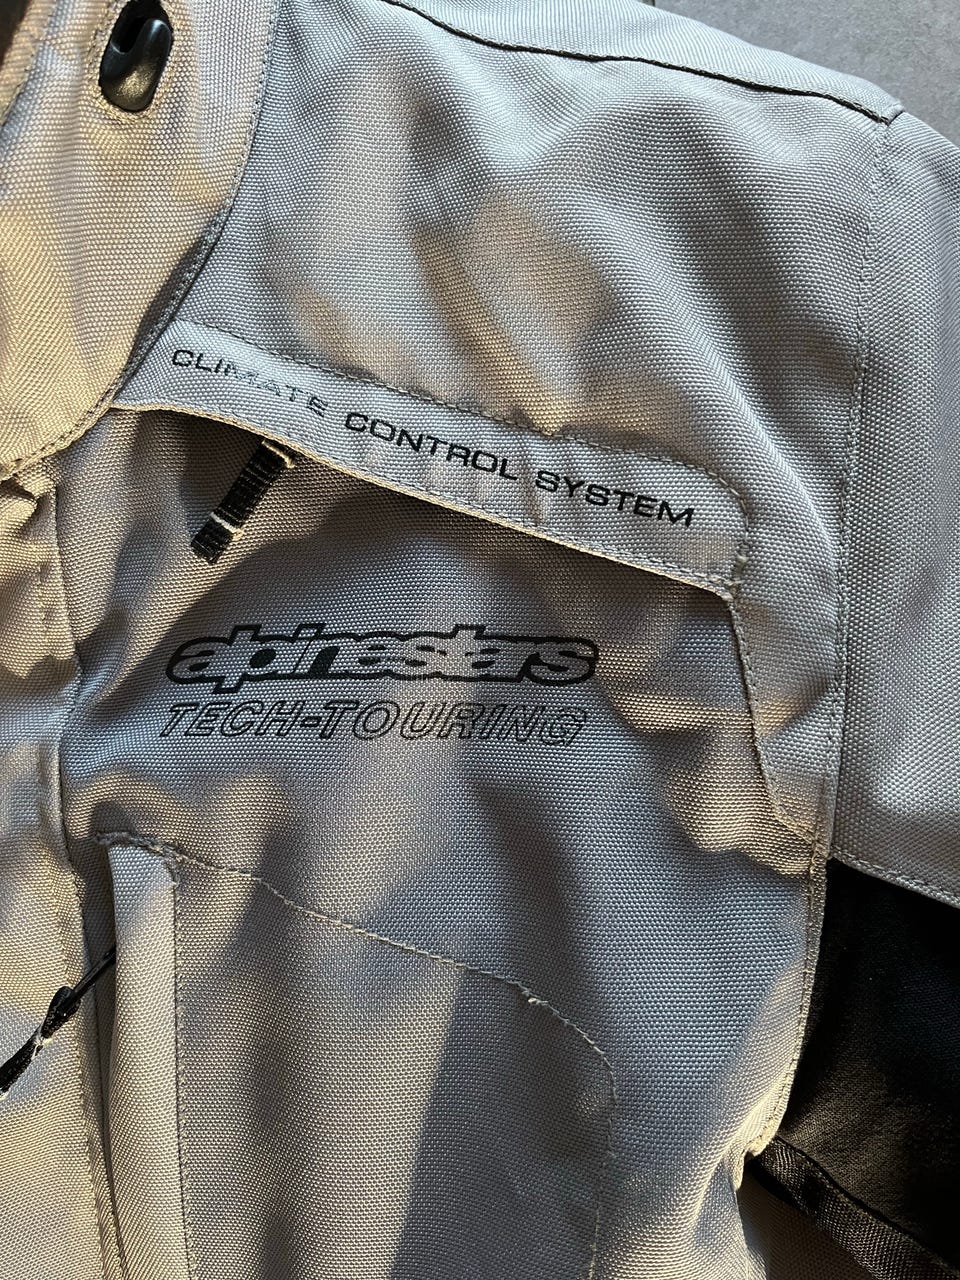 CLIMATE CONTROL SYSTEM
alpinestars
TECH-TOURING